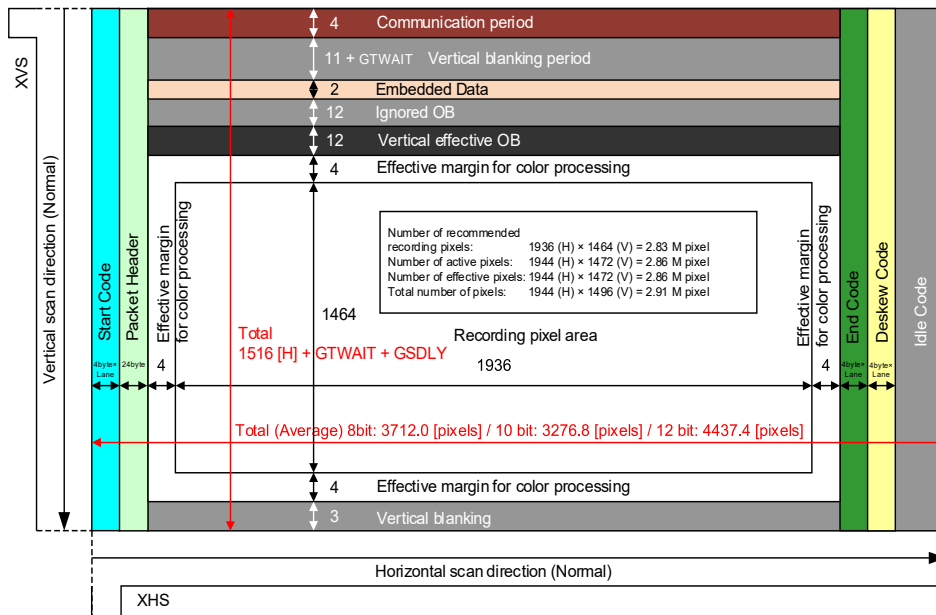 XVS
4 Communication period
11 + GTWAIT Vertical blanking period
2 Embedded Data
12 Ignored OB
12 Vertical effective OB
4 Effective margin for color processing
Vertical scan direction (Normal)
Start Code
Packet Header
Effective margin
for color processing
Number of recommended
recording pixels: 1936 (H) × 1464 (V) = 2.83 M pixel
Number of active pixels: 1944 (H) × 1472 (V) = 2.86 M pixel
Number of effective pixels: 1944 (H) × 1472 (V) = 2.86 M pixel
Total number of pixels: 1944 (H) × 1496 (V) = 2.91 M pixel
Effective margin
for color processing
End Code
Deskew Code
Idle Code
1464
Total
1516 [H] + GTWAIT + GSDLY
Recording pixel area
1936
4byte×
Lane
24byte
4
4
4byte×
Lane
4byte×
Lane
Total (Average) 8bit: 3712.0 [pixels] / 10 bit: 3276.8 [pixels] / 12 bit: 4437.4 [pixels]
4 Effective margin for color processing
3 Vertical blanking
Horizontal scan direction (Normal)
XHS